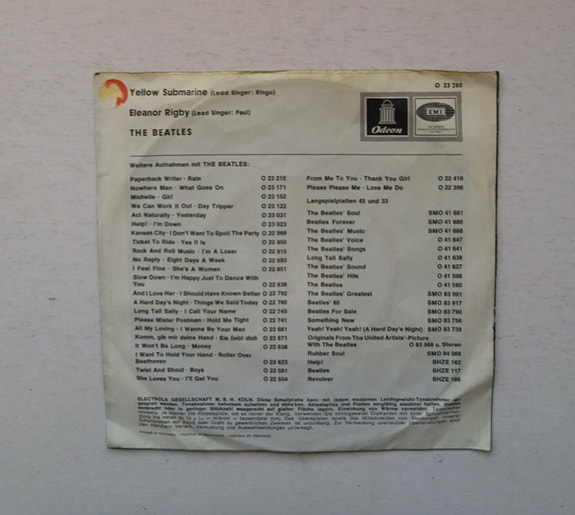 O 23 280
Yellow Submarine (Lead Singer: Ringo)
Eleanor Rigby (Lead Singer: Paul)
THE BEATLES
Odeon
EMI
Weitere Aufnahmen mit THE BEATLES:
Paperback Writer - Rain O 23 210
Nowhere Man - What Goes On O 23 171
Michelle - Girl O 23 152
We Can Work It Out - Day Tripper O 23 122
Act Naturally - Yesterday O 23 031
Help! - I'm Down O 23 023
Kansas City - I Don't Want To Spoil The Party O 22 999
Ticket To Ride - Yes It Is O 22 950
Rock And Roll Music - I'm A Loser O 22 915
No Reply - Eight Days A Week O 22 893
I Feel Fine - She's A Woman O 22 851
Slow Down - I'm Happy Just To Dance With
You O 22 838
And I Love Her - I Should Have Known Better O 22 792
A Hard Day's Night - Things We Said Today O 22 760
Long Tall Sally - I Call Your Name O 22 745
Please Mister Postman - Hold Me Tight O 22 741
All My Loving - I Wanna Be Your Man O 22 681
Komm, gib mir deine Hand - Sie liebt dich O 22 671
It Won't Be Long - Money O 22 638
I Want To Hold Your Hand - Roller Over
Beethoven O 22 623
Twist And Shout - Boys O 22 581
She Loves You - I'll Get You O 22 554
From Me To You - Thank You Girl O 22 416
Please Please Me - Love Me Do O 22 396
Langspielplatten 45 und 33
The Beatles' Soul SMO 41 681
Beatles Forever SMO 41 680
The Beatles' Music SMO 41 668
The Beatles' Voice O 41 647
The Beatles' Songs O 41 641
Long Tall Sally O 41 638
The Beatles' Sound O 41 627
The Beatles' Hits O 41 598
The Beatles O 41 560
The Beatles' Greatest SMO 83 991
Beatles' 65 SMO 83 917
Beatles For Sale SMO 83 790
Something New SMO 83 756
Yeah! Yeah! Yeah! (A Hard Day's Night) SMO 83 739
Originals From The United Artists'-Picture
With The Beatles O 83 568 u. Stereo
Rubber Soul SMO 84 066
Help! SHZE 162
Beatles SHZE 117
Revolver SHZE 186
ELECTROLA GESELLSCHAFT M. B. H. KÖLN. Diese Schallplatte kann mit jedem modernen Leichtgewicht-Tonabnehmer